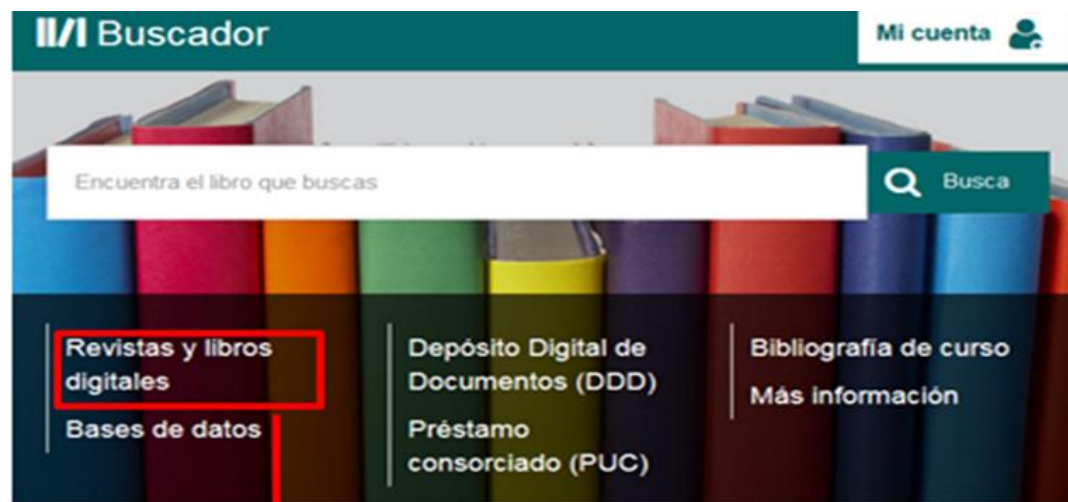 Buscador
Mi cuenta
Encuentra el libro que buscas
Busca
Revistas y libros
digitales
Bases de datos
Depósito Digital de
Documentos (DDD)
Préstamo
consorciado (PUC)
Bibliografía de curso
Más información